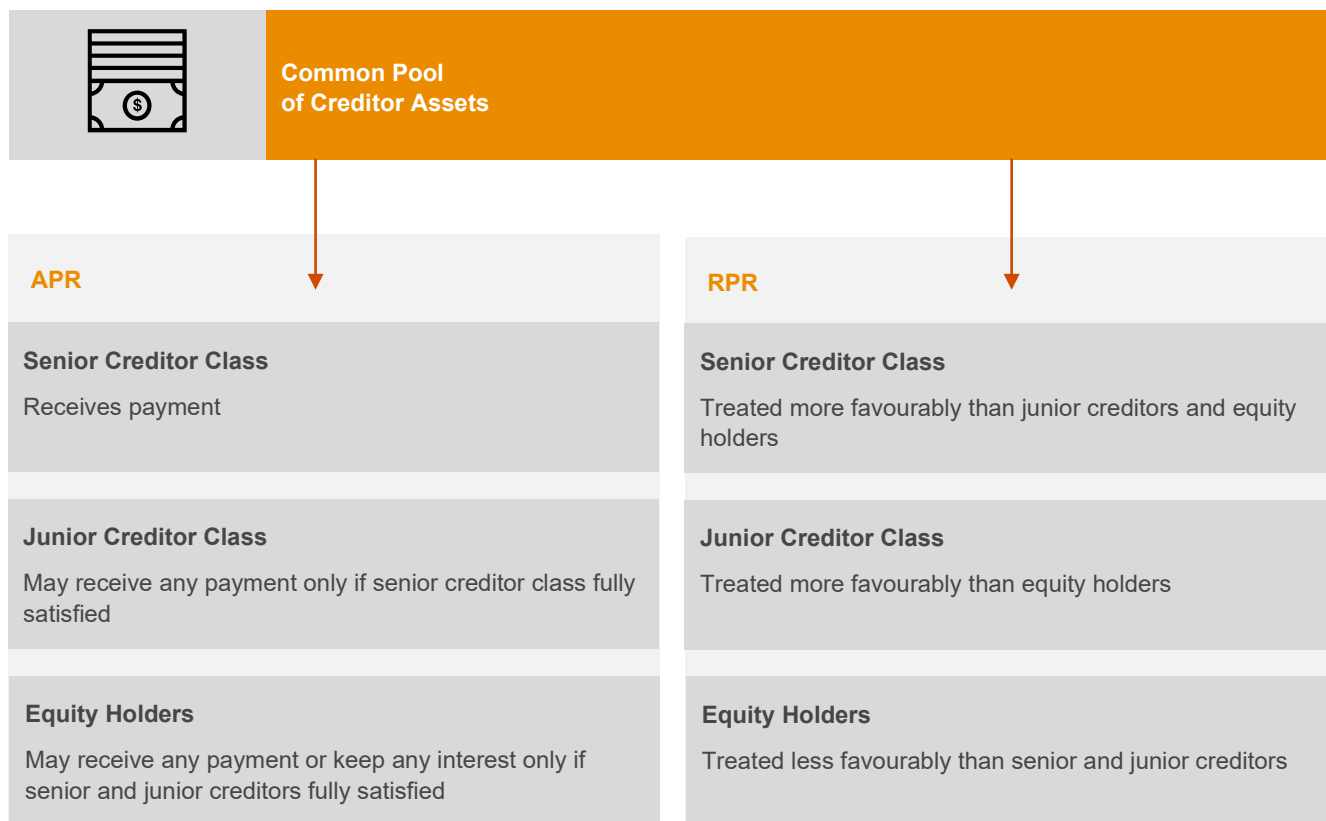 $
Common Pool
of Creditor Assets
APR
Senior Creditor Class
Receives payment
Junior Creditor Class
May receive any payment only if senior creditor class fully
satisfied
Equity Holders
May receive any payment or keep any interest only if
senior and junior creditors fully satisfied
RPR
Senior Creditor Class
Treated more favourably than junior creditors and equity
holders
Junior Creditor Class
Treated more favourably than equity holders
Equity Holders
Treated less favourably than senior and junior creditors